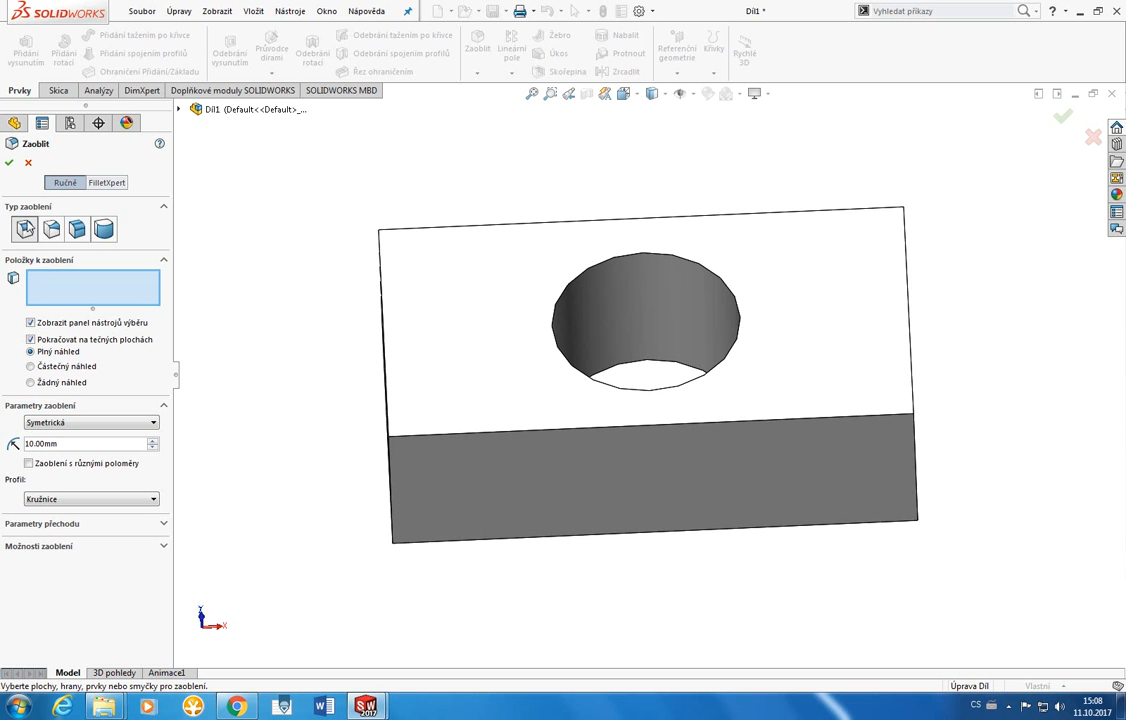 SOLIDWORKS
Soubor
Úpravy
Zobrazit
Vložit
Nástroje
Okno
Nápověda
Díl1 *
Vyhledat příkazy
Přidání vysunutím
Přidání rotací
Přidání tažením po křivce
Přidání spojením profilů
Ohraničení Přidání/Základu
Odebrání vysunutím
Průvodce dírami
Odebrání rotací
Odebrání tažením po křivce
Odebrání spojením profilů
Řez ohraničením
Zaoblit
Lineární pole
Žebro
Úkos
Skořepina
Nabalit
Protnout
Zrcadlit
Referenční geometrie
Křivky
Rychlé 3D
Prvky
Skica
Analýzy
DimXpert
Doplňkové moduly SOLIDWORKS
SOLIDWORKS MBD
Díl1 (Default<<Default>_...
Zaoblit
Ručně
FilletXpert
Typ zaoblení
Položky k zaoblení
Zobrazit panel nástrojů výběru
Pokračovat na tečných plochách
Plný náhled
Částečný náhled
Žádný náhled
Parametry zaoblení
Symetrická
10.00mm
Zaoblení s různými poloměry
Profil:
Kružnice
Parametry přechodu
Možnosti zaoblení
Y
X
Model
3D pohledy
Animace1
Vyberte plochy, hrany, prvky nebo smyčky pro zaoblení.
Úprava Díl
Vlastní
SW
2017
CS
15:08
11.10.2017